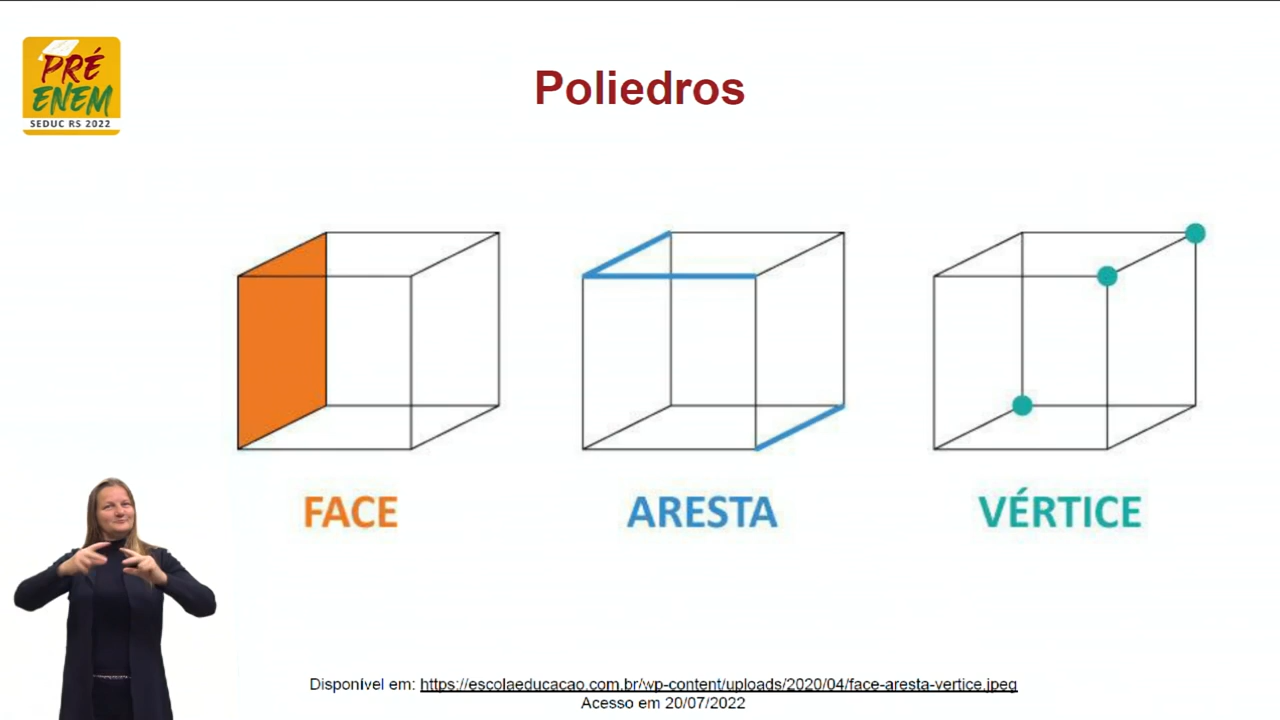 PRÉ
ENEM
SEDUC RS 2022
Poliedros
FACE
ARESTA
VÉRTICE
Disponível em: https://escolaeducacao.com.br/wp-content/uploads/2020/04/face-aresta-vertice.jpeg
Acesso em 20/07/2022